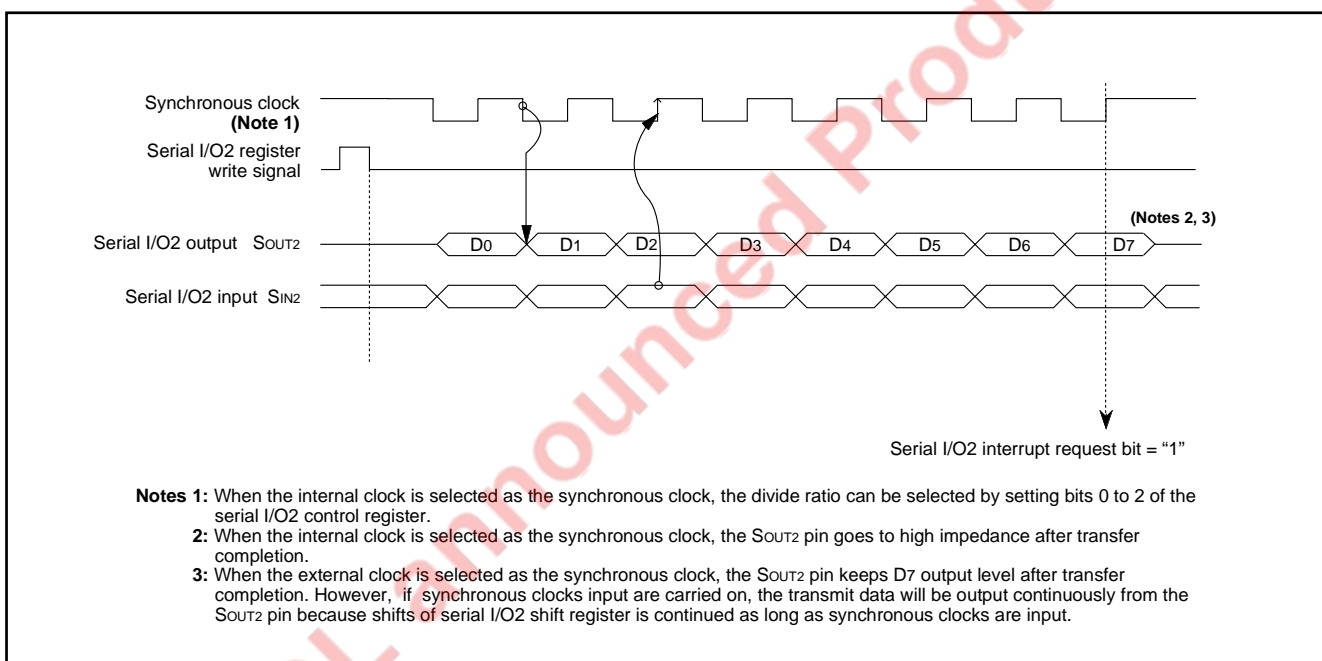 Synchronous clock
(Note 1)
Serial I/O2 register
write signal
(Notes 2, 3)
Serial I/O2 output SOUT2
D0 D1 D2 D3 D4 D5 D6 D7
Serial I/O2 input SIN2
Serial I/O2 interrupt request bit = “1”
Notes 1: When the internal clock is selected as the synchronous clock, the divide ratio can be selected by setting bits 0 to 2 of the
serial I/O2 control register.
2: When the internal clock is selected as the synchronous clock, the SOUT2 pin goes to high impedance after transfer
completion.
3: When the external clock is selected as the synchronous clock, the SOUT2 pin keeps D7 output level after transfer
completion. However, if synchronous clocks input are carried on, the transmit data will be output continuously from the
SOUT2 pin because shifts of serial I/O2 shift register is continued as long as synchronous clocks are input.
announced Produ